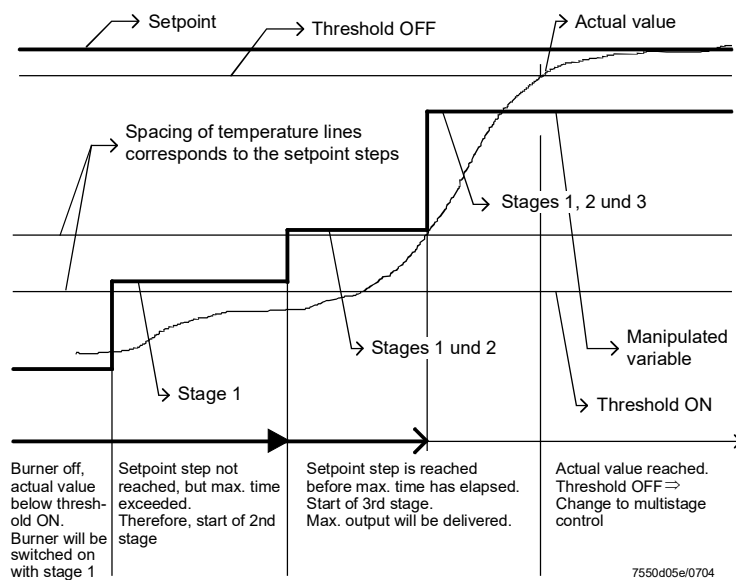 Setpoint
Threshold OFF
Actual value
Spacing of temperature lines
corresponds to the setpoint steps
Stages 1, 2 und 3
Stages 1 und 2
Manipulated
variable
Stage 1
Threshold ON
Burner off,
actual value
below thresh-
old ON.
Burner will be
switched on
with stage 1
Setpoint step not
reached, but max. time
exceeded.
Therefore, start of 2nd
stage
Setpoint step is reached
before max. time has elapsed.
Start of 3rd stage.
Max. output will be delivered.
Actual value reached.
Threshold OFF⇒
Change to multistage
control
7550d05e/0704